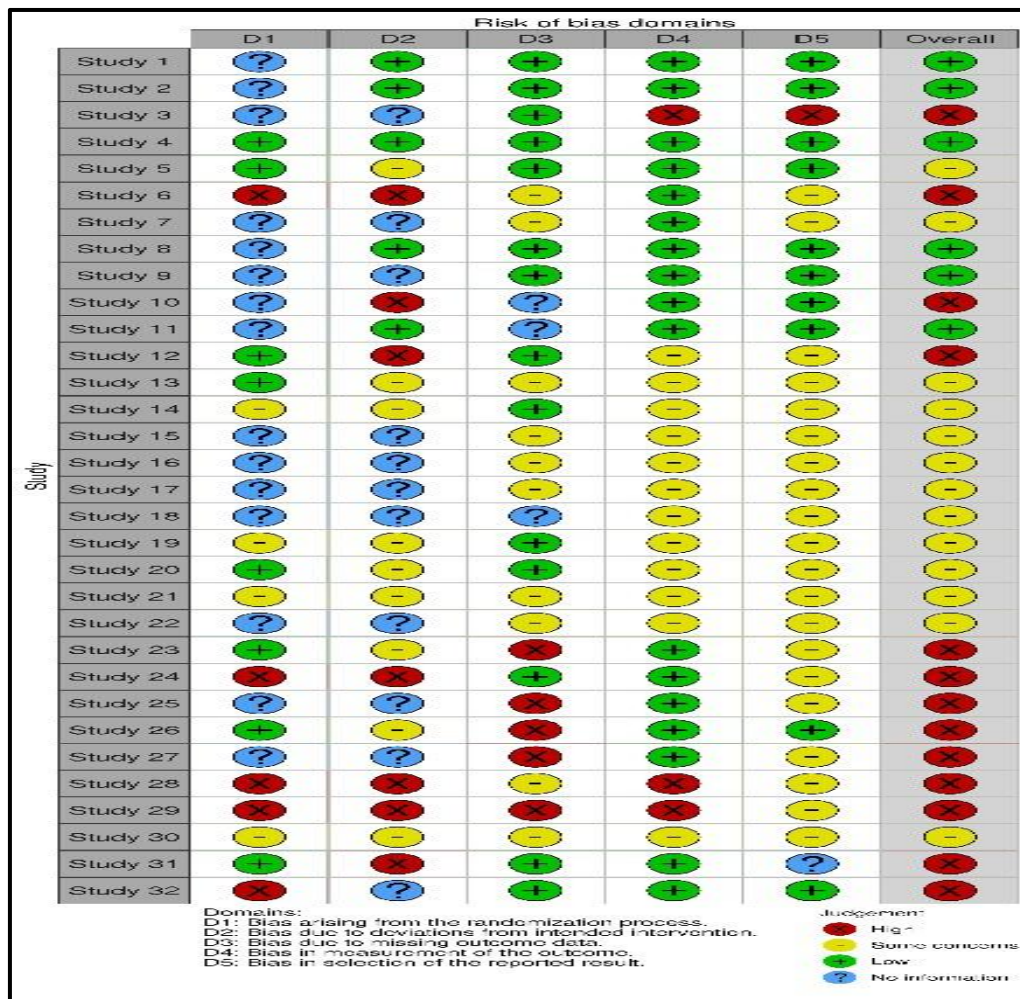 Risk of bias domains
D1 D2 D3 D4 D5 Overall
Study 1 ? + + + + +
Study 2 ? + + + + +
Study 3 ? ? + X X X
Study 4 + + + + + +
Study 5 + - + + + -
Study 6 X X - + - X
Study 7 ? ? - + - -
Study 8 ? + + + + +
Study 9 ? ? + + + +
Study 10 ? X ? + + X
Study 11 ? + ? + + +
Study 12 + X + - - X
Study 13 + - - - - -
Study 14 - - + - - -
Study 15 ? ? - - - -
Study 16 ? ? - - - -
Study 17 ? ? - - - -
Study 18 ? ? ? - - -
Study 19 - - + - - -
Study 20 + - + - - -
Study 21 - - - - - -
Study 22 ? ? - - - -
Study 23 + - X + - X
Study 24 X X + + - X
Study 25 ? ? X + - X
Study 26 + - X + + X
Study 27 ? ? X + - X
Study 28 X X - X - X
Study 29 X X X X - X
Study 30 - - - - - -
Study 31 + X + + ? X
Study 32 X ? + + + X
Study
Domains:
D1: Bias arising from the randomization process.
D2: Bias due to deviations from intended intervention.
D3: Bias due to missing outcome data.
D4: Bias in measurement of the outcome.
D5: Bias in selection of the reported result.
Judgement
X High
- Some concerns
+ Low
? No information